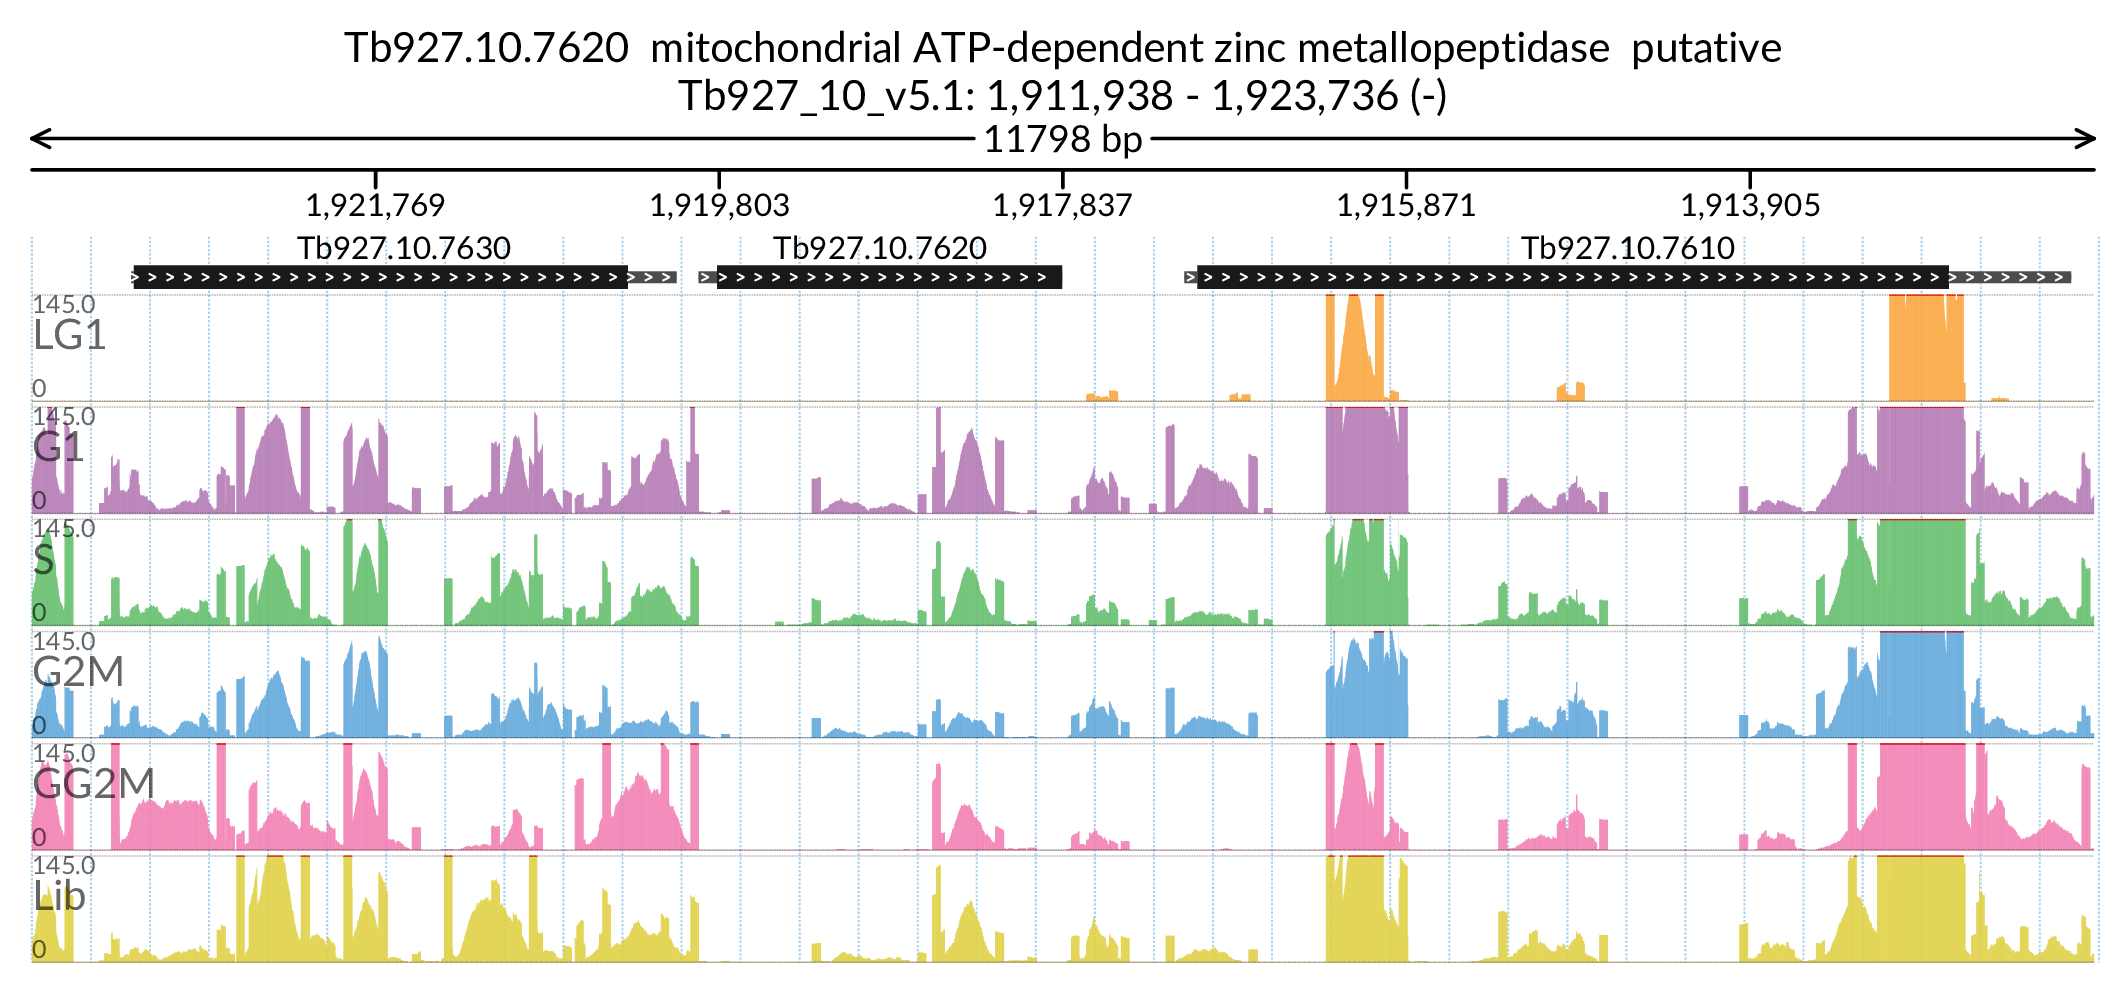 Tb927.10.7620 mitochondrial ATP-dependent zinc metallopeptidase putative
Tb927_10_v5.1: 1,911,938 - 1,923,736 (-)
11798 bp
1,921,769 1,919,803 1,917,837 1,915,871 1,913,905
Tb927.10.7630 Tb927.10.7620 Tb927.10.7610
145.0
LG1
0
145.0
G1
0
145.0
S
0
145.0
G2M
0
145.0
GG2M
0
145.0
Lib
0